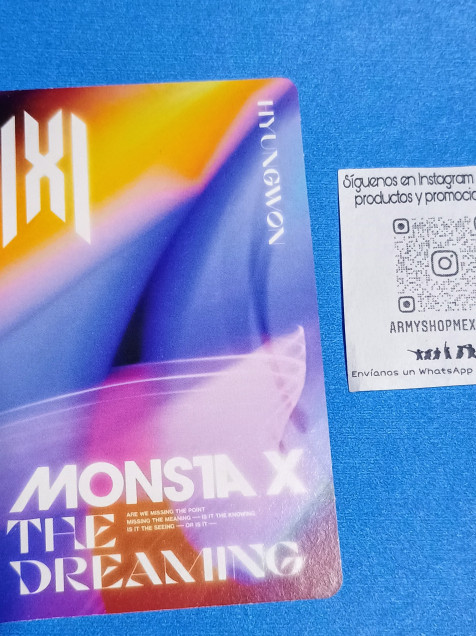 HYUNGWON
MONSTA X
ARE WE MISSING THE POINT
MISSING THE MEANING — IS IT THE KNOWING,
IS IT THE SEEING — OR IS IT —
THE
DREAMING
Síguenos en Instagram
productos y promocio
ARMYSHOPMEX
Envíanos un WhatsApp